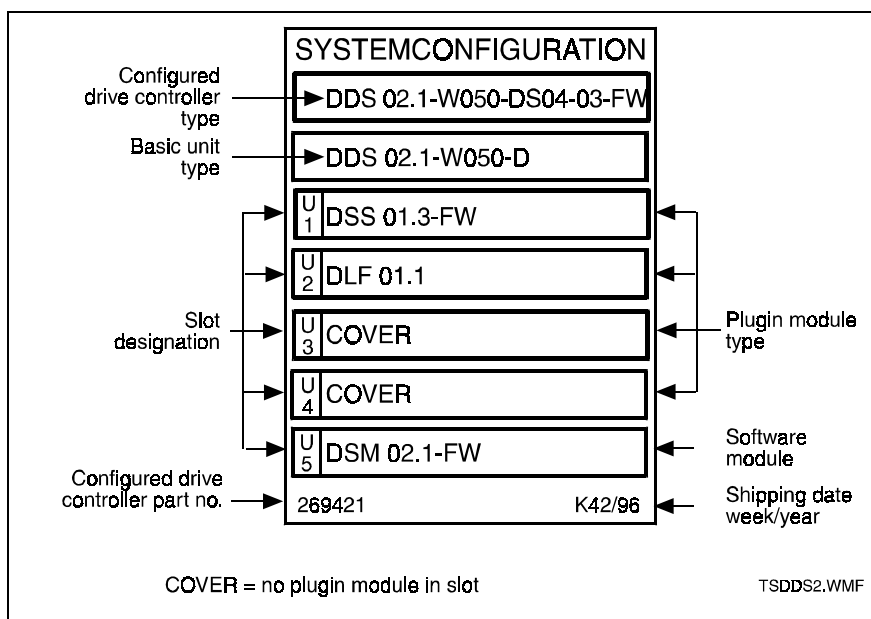 SYSTEMCONFIGURATION
Configured
drive controller
type
DDS 02.1-W050-DS04-03-FW
Basic unit
type
DDS 02.1-W050-D
U
1
DSS 01.3-FW
U
2
DLF 01.1
Slot
designation
U
3
COVER
Plugin module
type
U
4
COVER
U
5
DSM 02.1-FW
Software
module
Configured drive
controller part no.
269421
K42/96
Shipping date
week/year
COVER = no plugin module in slot
TSDDS2.WMF